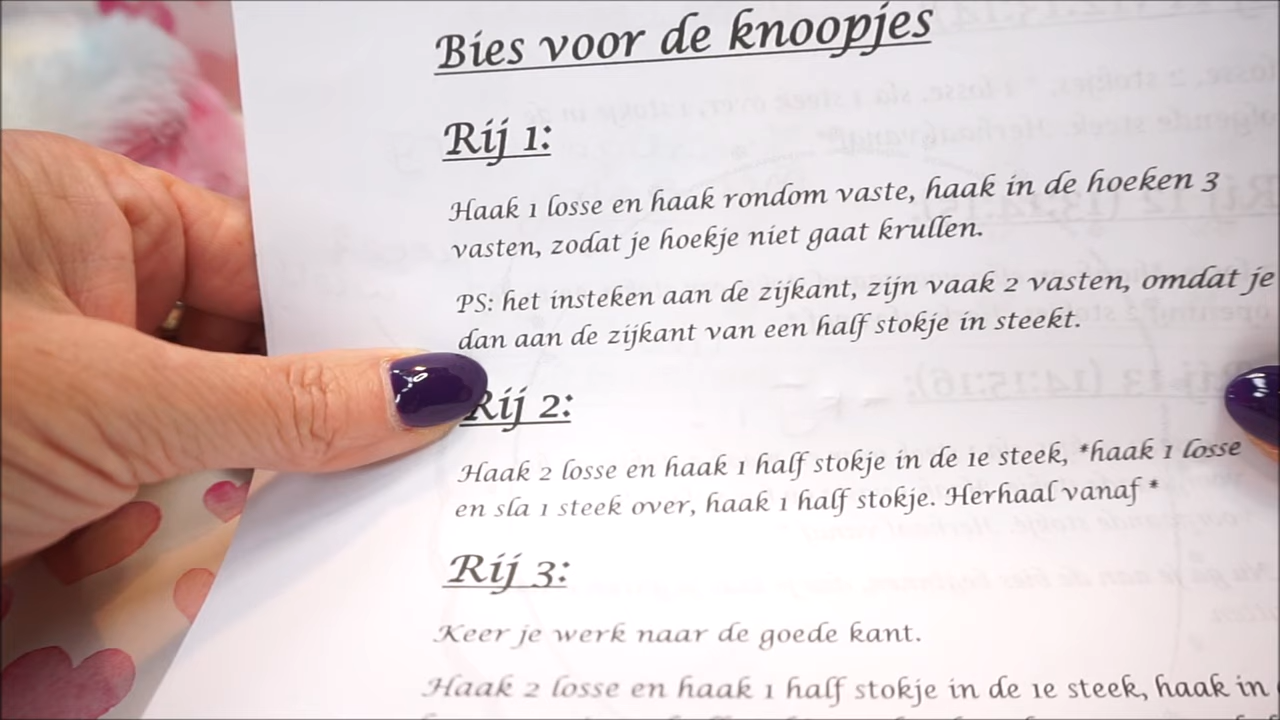 Bies voor de knoopjes
Rij 1:
Haak 1 losse en haak rondom vaste, haak in de hoeken 3
vasten, zodat je hoekje niet gaat krullen.
PS: het insteken aan de zijkant, zijn vaak 2 vasten, omdat je
dan aan de zijkant van een half stokje in steekt.
Rij 2:
Haak 2 losse en haak 1 half stokje in de 1e steek, *haak 1 losse
en sla 1 steek over, haak 1 half stokje. Herhaal vanaf *
Rij 3:
Keer je werk naar de goede kant.
Haak 2 losse en haak 1 half stokje in de 1e steek, haak in